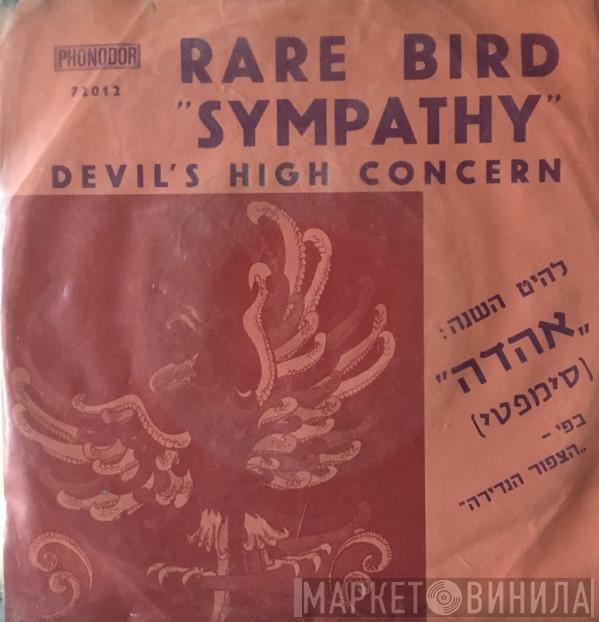 PHONODOR
72012
RARE BIRD
"SYMPATHY"
DEVIL'S HIGH CONCERN
להיט השנה:
„אהדה"
(סימפטי)
בפי -
„הצפור הנדירה"
МАРКЕТ ВИНИЛА